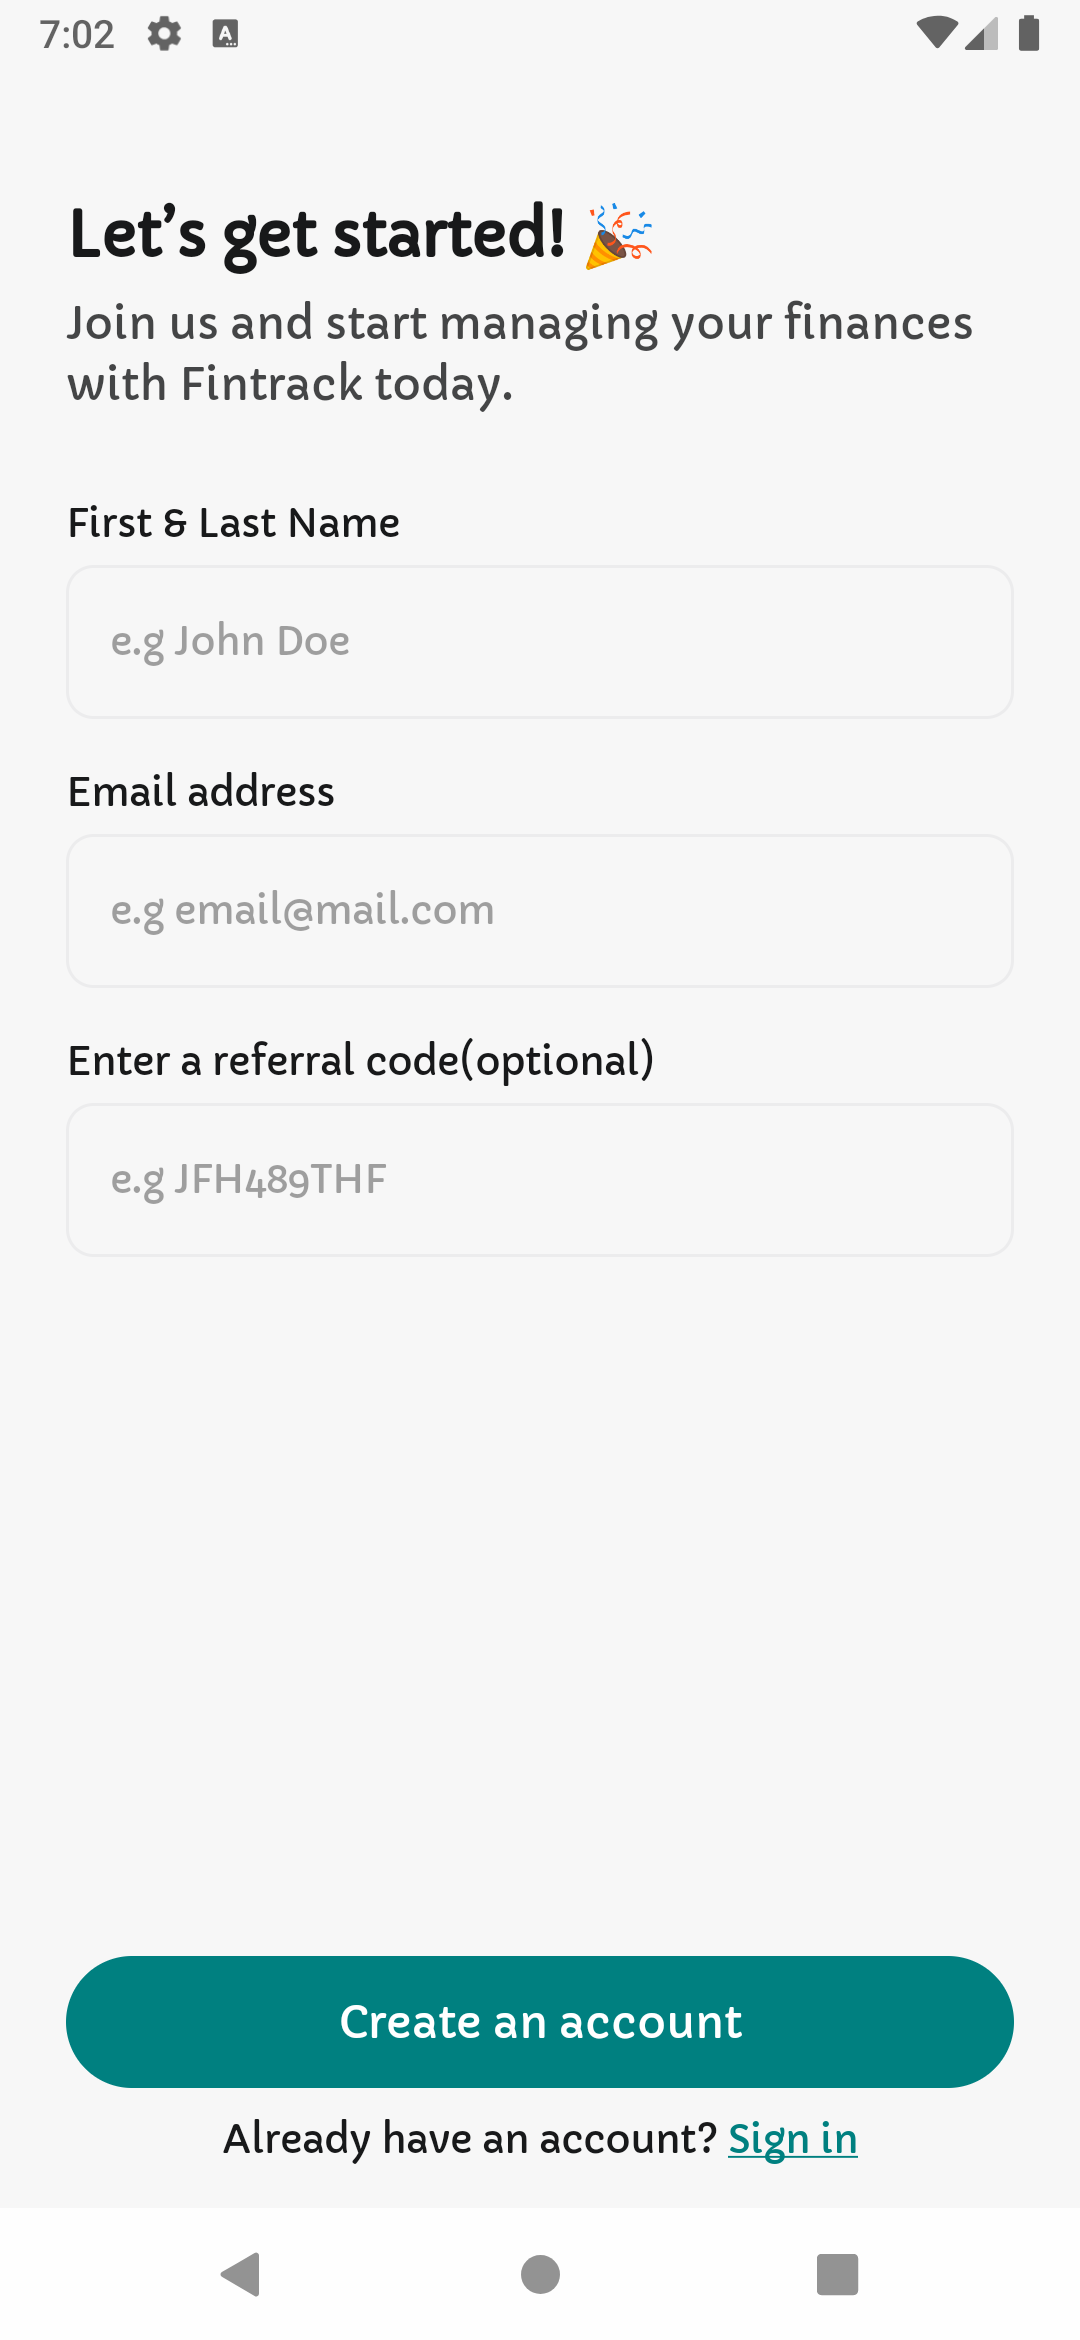 7:02
Let’s get started! 🎉
Join us and start managing your finances
with Fintrack today.
First & Last Name
e.g John Doe
Email address
e.g email@mail.com
Enter a referral code(optional)
e.g JFH489THF
Create an account
Already have an account? Sign in